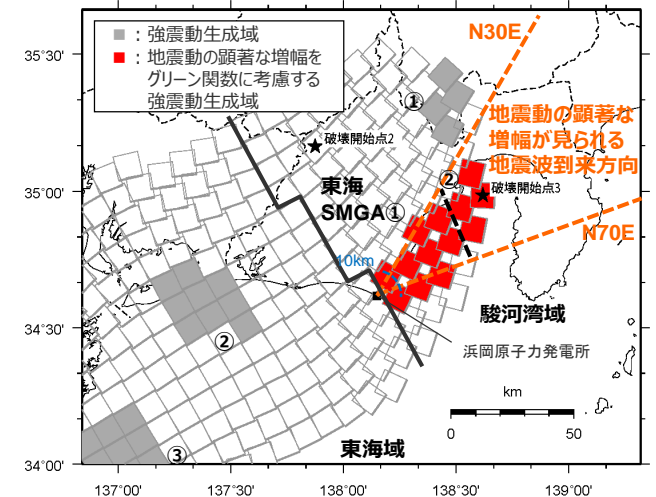 ：強震動生成域
：地震動の顕著な増幅を
グリーン関数に考慮する
強震動生成域
N30E
地震動の顕著な
増幅が見られる
地震波到来方向
N70E
①
破壊開始点2
東海
SMGA①
②
破壊開始点3
10km
駿河湾域
浜岡原子力発電所
②
③
東海域
km
0
50
35°30'
35°00'
34°30'
34°00'
137°00'
137°30'
138°00'
138°30'
139°00'